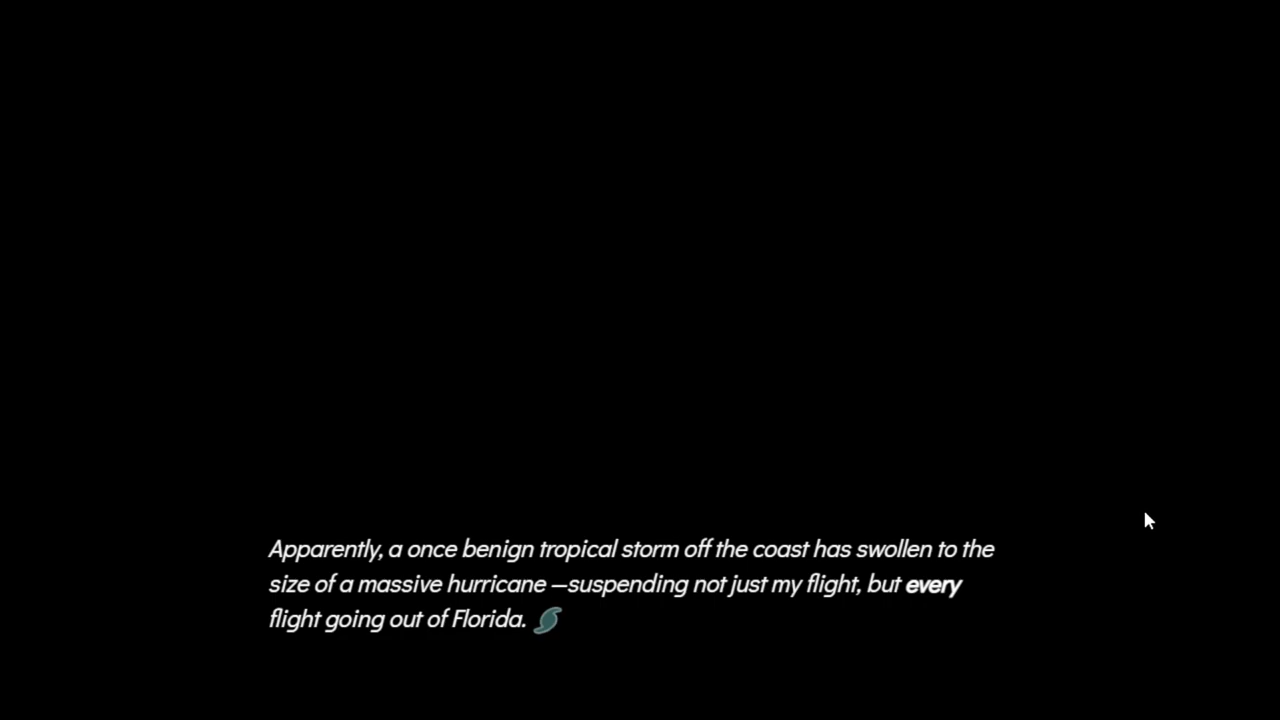 Apparently, a once benign tropical storm off the coast has swollen to the
size of a massive hurricane —suspending not just my flight, but every
flight going out of Florida. 🌀